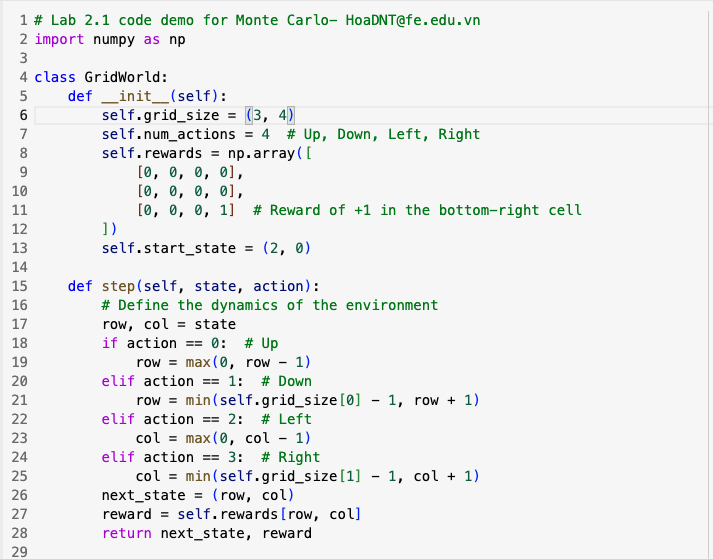 1 # Lab 2.1 code demo for Monte Carlo– HoaDNT@fe.edu.vn
2 import numpy as np
3
4 class GridWorld:
5     def __init__(self):
6         self.grid_size = (3, 4)
7         self.num_actions = 4  # Up, Down, Left, Right
8         self.rewards = np.array([
9             [0, 0, 0, 0],
10             [0, 0, 0, 0],
11             [0, 0, 0, 1]  # Reward of +1 in the bottom-right cell
12         ])
13         self.start_state = (2, 0)
14
15     def step(self, state, action):
16         # Define the dynamics of the environment
17         row, col = state
18         if action == 0:  # Up
19             row = max(0, row - 1)
20         elif action == 1:  # Down
21             row = min(self.grid_size[0] - 1, row + 1)
22         elif action == 2:  # Left
23             col = max(0, col - 1)
24         elif action == 3:  # Right
25             col = min(self.grid_size[1] - 1, col + 1)
26         next_state = (row, col)
27         reward = self.rewards[row, col]
28         return next_state, reward
29